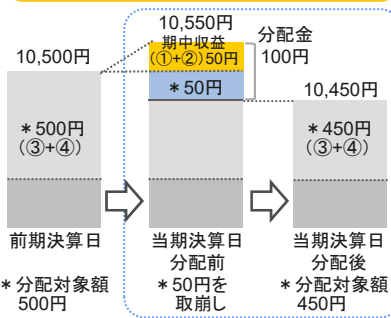 10,550円
10,500円
期中収益
(①+②)50円
分配金
100円
＊50円
10,450円
＊500円
(③+④)
＊450円
(③+④)
前期決算日
当期決算日
分配前
当期決算日
分配後
＊分配対象額
500円
＊50円を
取崩し
＊分配対象額
450円